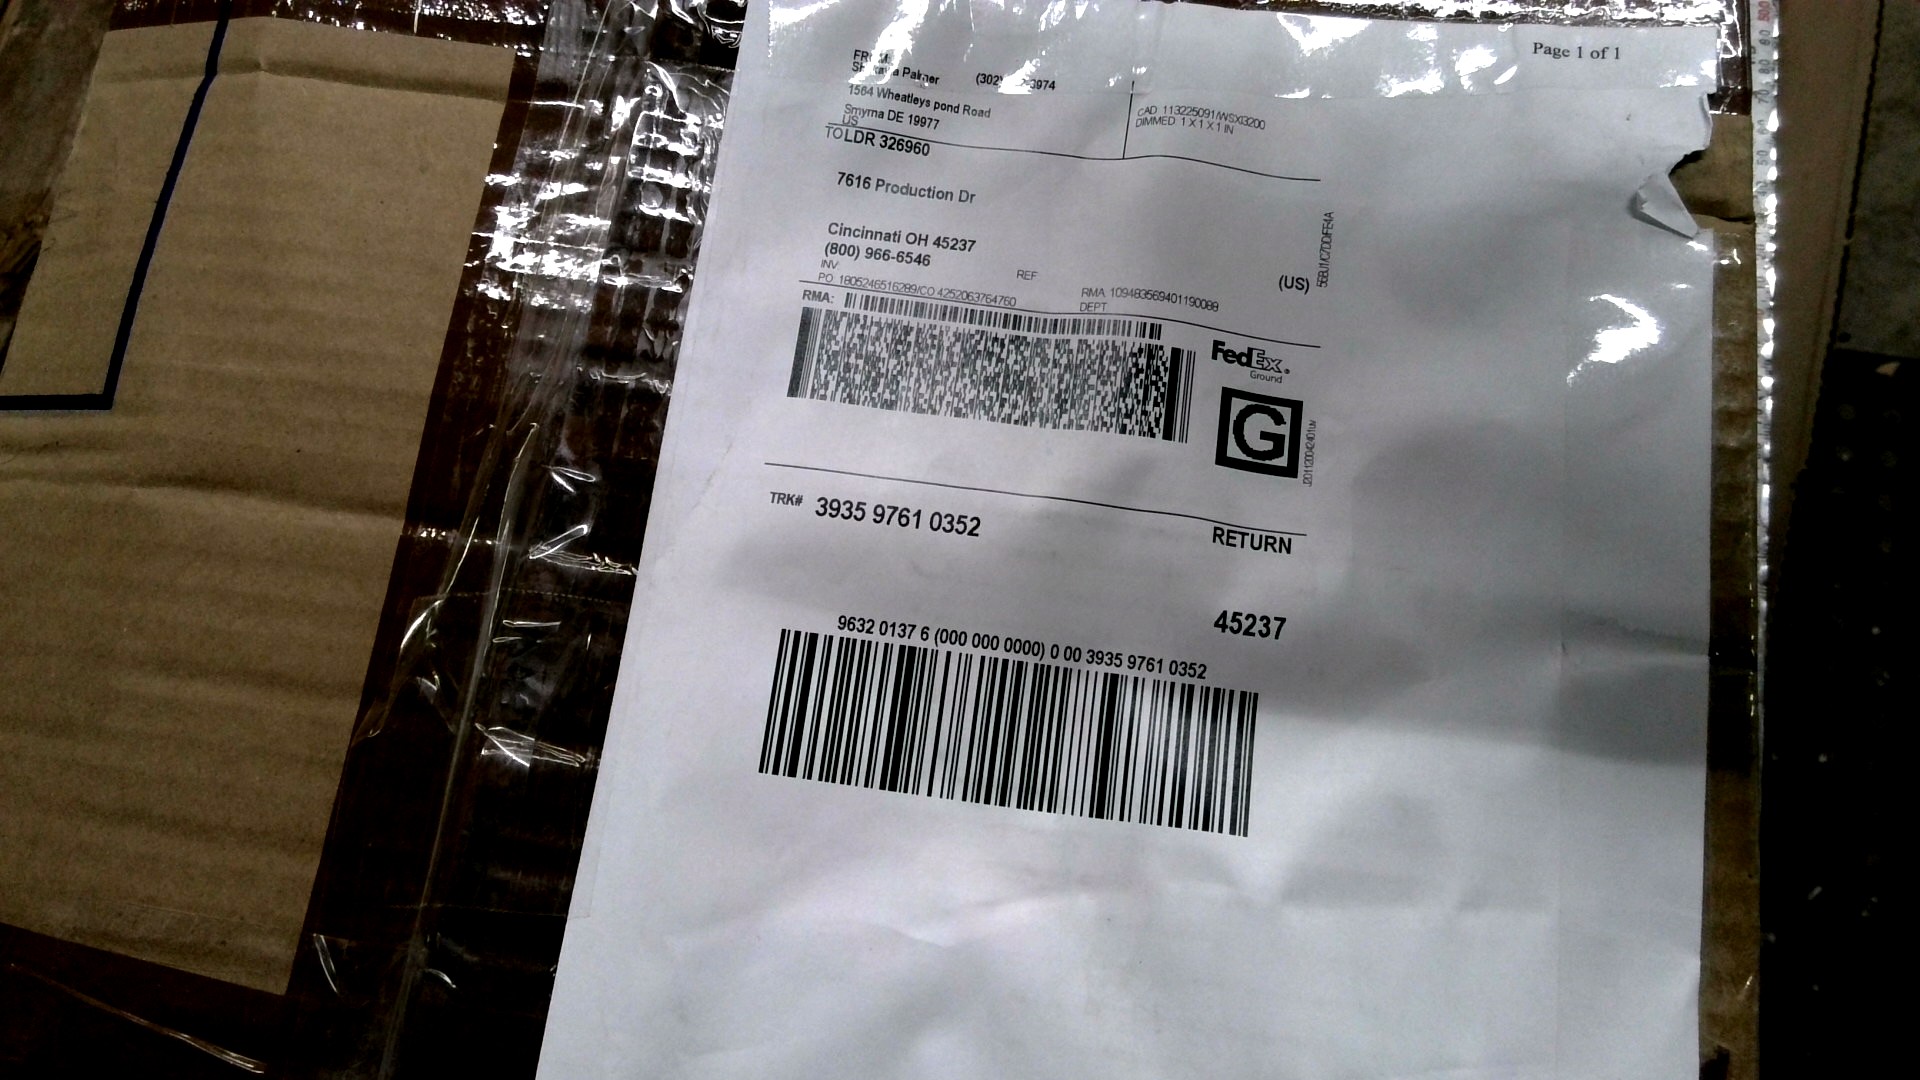 Page 1 of 1
Palmer (302)
1564 Wheatleys pond Road
Smyrna DE 19977
US
CAD 113225091/WSXI3200
DIMMED 1 X 1 X 1 IN
TO LDR 326960
7616 Production Dr
Cincinnati OH 45237
(800) 966-6546
(US)
INV
REF
PO 1805246516289/CO 4252063764760
RMA 109483569401190088
DEPT
RMA:
FedEx
Ground
G
TRK# 3935 9761 0352
RETURN
45237
9632 0137 6 (000 000 0000) 0 00 3935 9761 0352